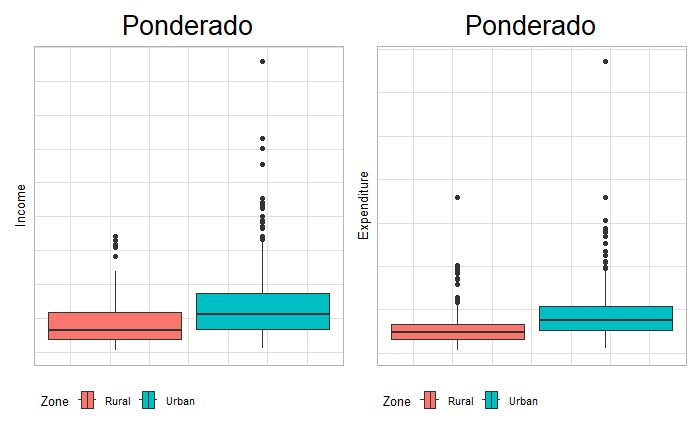 Ponderado
Income
Zone Rural Urban
Ponderado
Expenditure
Zone Rural Urban